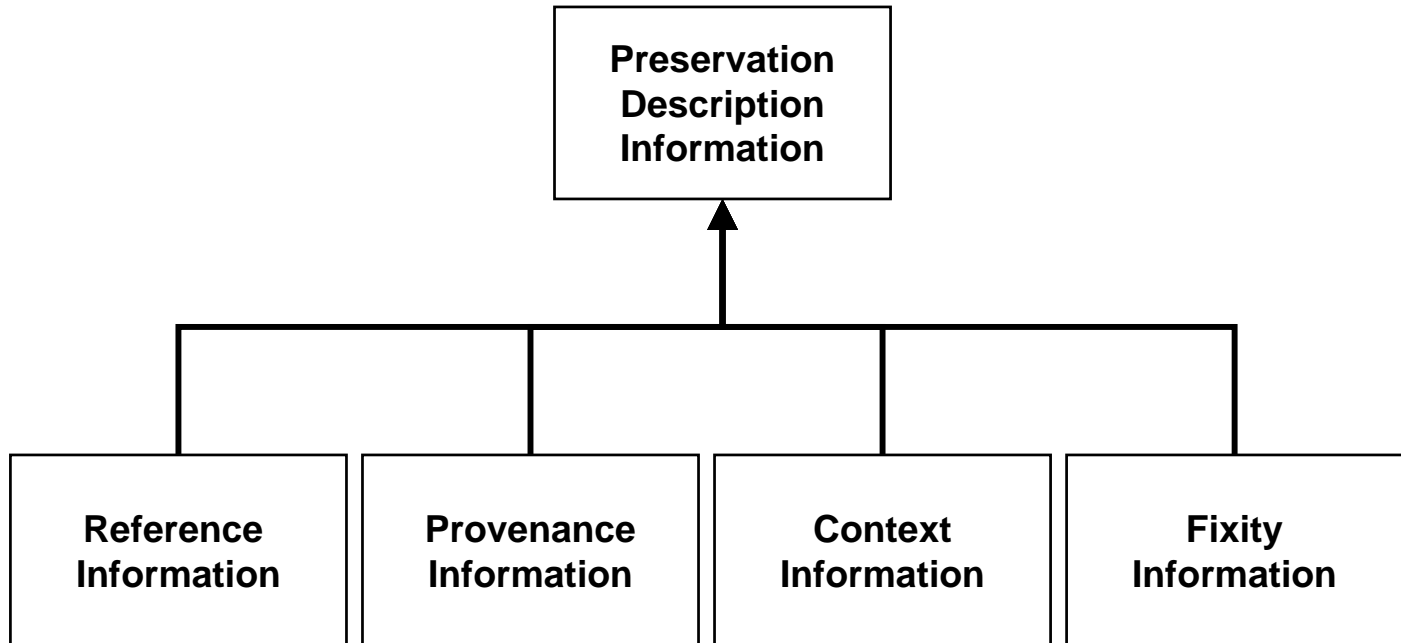 Preservation
Description
Information
Reference
Information
Provenance
Information
Context
Information
Fixity
Information